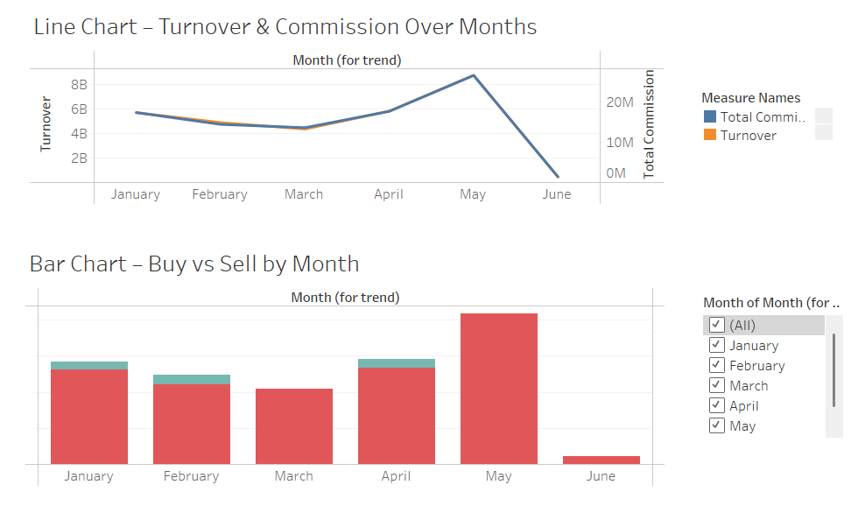 Line Chart – Turnover & Commission Over Months
Month (for trend)
8B
6B
4B
2B
Turnover
20M
10M
0M
Total Commission
January February March April May June
Measure Names
Total Commi..
Turnover
Bar Chart – Buy vs Sell by Month
Month (for trend)
January February March April May June
Month of Month (for ..
(All)
January
February
March
April
May